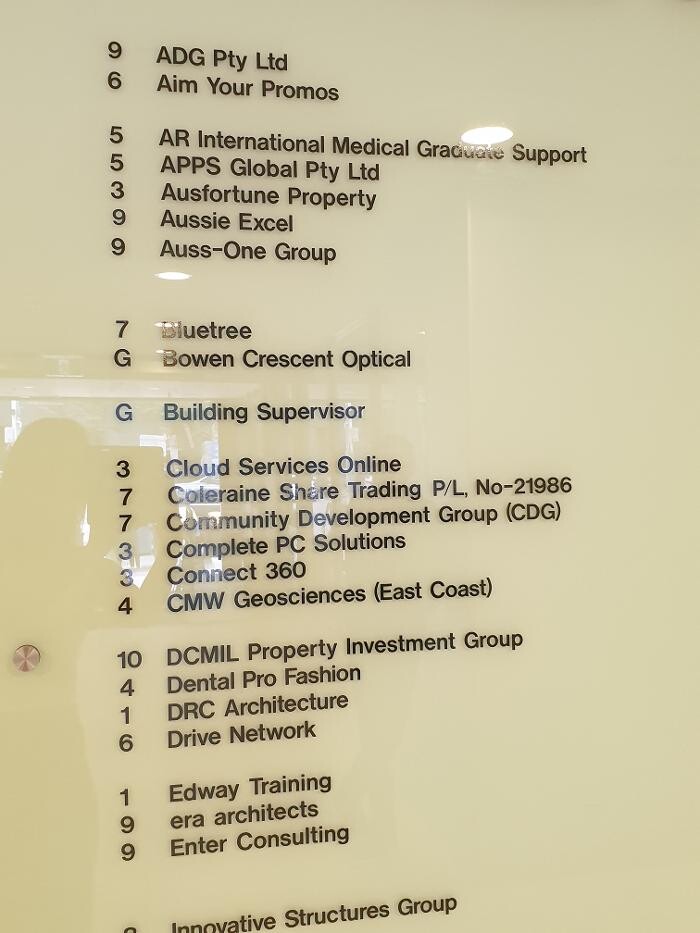 9 ADG Pty Ltd
6 Aim Your Promos
5 AR International Medical Graduate Support
5 APPS Global Pty Ltd
3 Ausfortune Property
9 Aussie Excel
9 Auss-One Group
7 Bluetree
G Bowen Crescent Optical
G Building Supervisor
3 Cloud Services Online
7 Coleraine Share Trading P/L, No-21986
7 Community Development Group (CDG)
3 Complete PC Solutions
3 Connect 360
4 CMW Geosciences (East Coast)
10 DCMIL Property Investment Group
4 Dental Pro Fashion
1 DRC Architecture
6 Drive Network
1 Edway Training
9 era architects
9 Enter Consulting
Innovative Structures Group